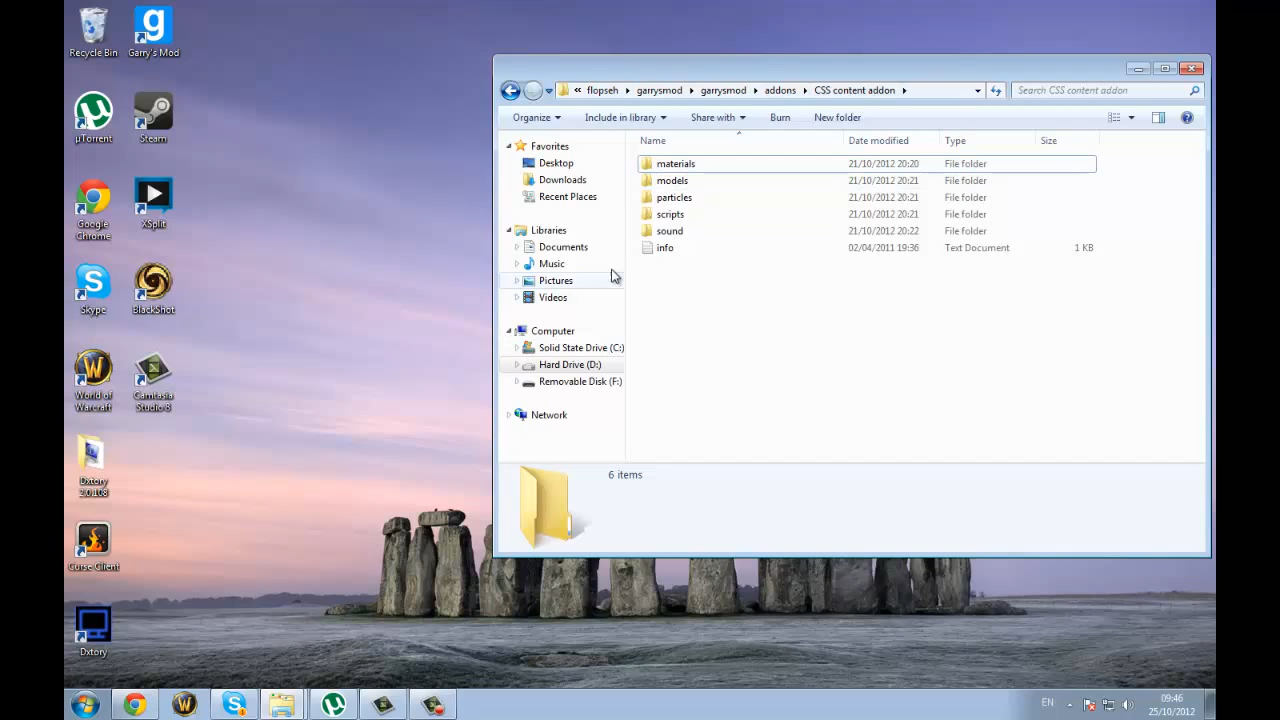 Recycle Bin
Garry's Mod
µTorrent
Steam
Google
Chrome
XSplit
Skype
BlackShot
World of
Warcraft
Camtasia
Studio 8
Dxtory
2.0.108
Curse Client
Dxtory
« flopseh garrysmod garrysmod addons CSS content addon
Search CSS content addon
Organize Include in library Share with Burn New folder
Favorites
Desktop
Downloads
Recent Places
Libraries
Documents
Music
Pictures
Videos
Computer
Solid State Drive (C:)
Hard Drive (D:)
Removable Disk (F:)
Network
Name Date modified Type Size
materials 21/10/2012 20:20 File folder
models 21/10/2012 20:21 File folder
particles 21/10/2012 20:21 File folder
scripts 21/10/2012 20:21 File folder
sound 21/10/2012 20:22 File folder
info 02/04/2011 19:36 Text Document 1 KB
6 items
EN
09:46
25/10/2012